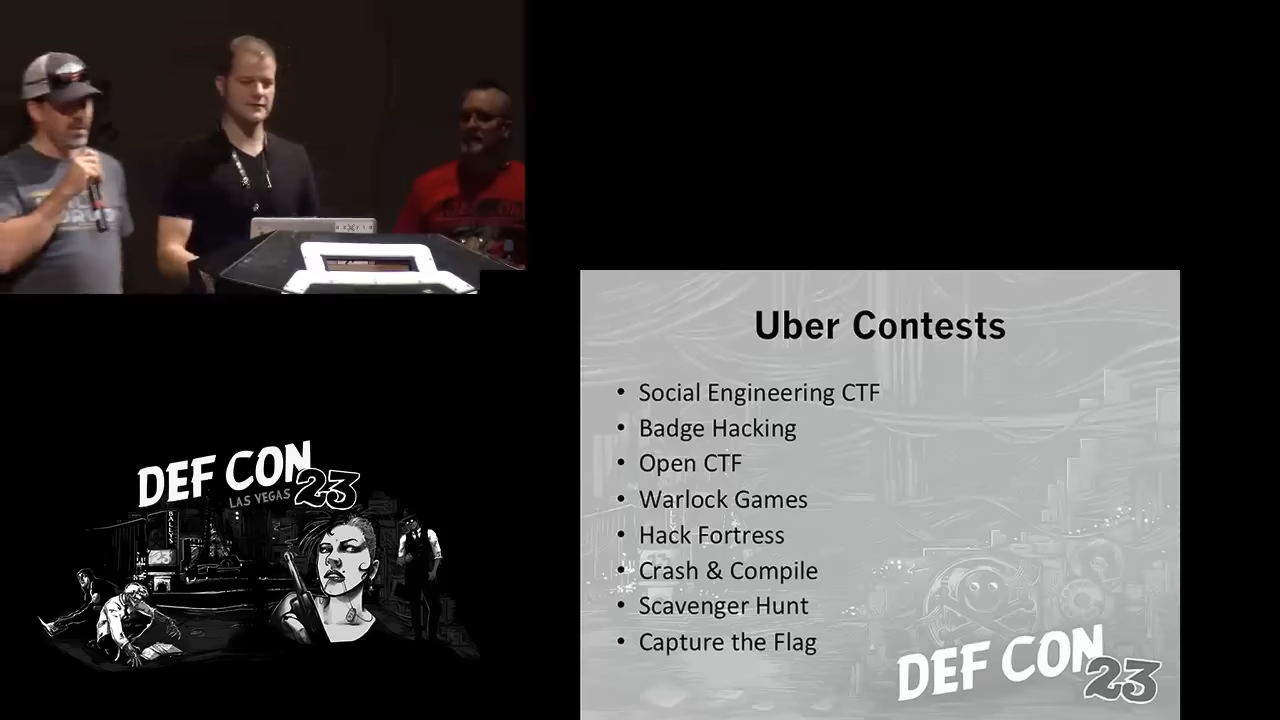 Uber Contests
• Social Engineering CTF
• Badge Hacking
• Open CTF
• Warlock Games
• Hack Fortress
• Crash & Compile
• Scavenger Hunt
• Capture the Flag
DEF CON
23
DEF CON
LAS VEGAS 23
BALLYS